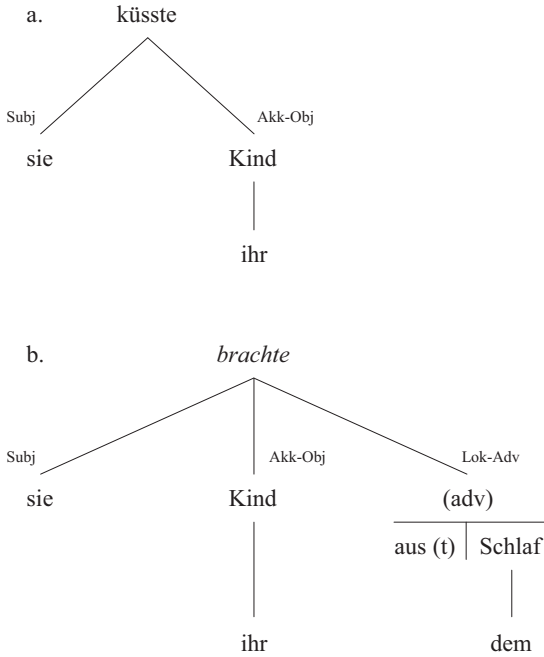 a. küsste
Subj Akk-Obj
sie Kind
ihr
b. brachte
Subj Akk-Obj Lok-Adv
sie Kind (adv)
aus (t) Schlaf
ihr dem